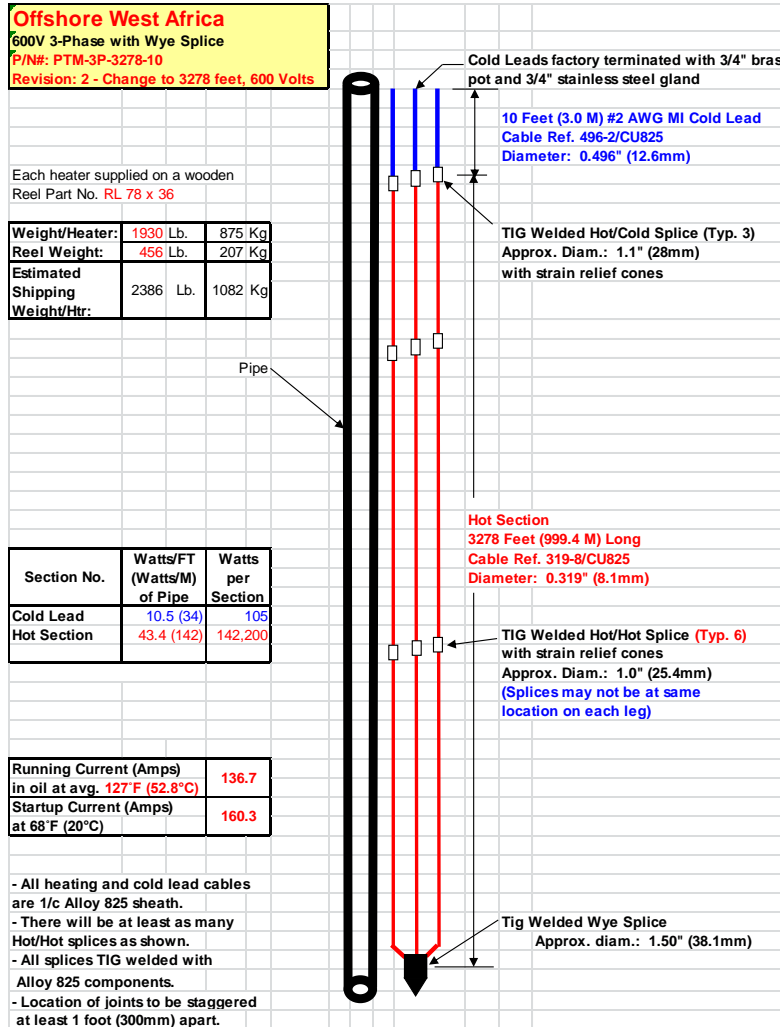 Offshore West Africa
600V 3-Phase with Wye Splice
P/N#: PTM-3P-3278-10
Revision: 2 - Change to 3278 feet, 600 Volts
Cold Leads factory terminated with 3/4" bras
pot and 3/4" stainless steel gland
10 Feet (3.0 M) #2 AWG MI Cold Lead
Cable Ref. 496-2/CU825
Diameter: 0.496" (12.6mm)
Each heater supplied on a wooden
Reel Part No. RL 78 x 36
Weight/Heater: 1930 Lb. 875 Kg
Reel Weight: 456 Lb. 207 Kg
Estimated
Shipping 2386 Lb. 1082 Kg
Weight/Htr:
TIG Welded Hot/Cold Splice (Typ. 3)
Approx. Diam.: 1.1" (28mm)
with strain relief cones
Pipe
Hot Section
3278 Feet (999.4 M) Long
Cable Ref. 319-8/CU825
Diameter: 0.319" (8.1mm)
Section No.
Watts/FT
(Watts/M)
of Pipe
Watts
per
Section
Cold Lead 10.5 (34) 105
Hot Section 43.4 (142) 142,200
TIG Welded Hot/Hot Splice (Typ. 6)
with strain relief cones
Approx. Diam.: 1.0" (25.4mm)
(Splices may not be at same
location on each leg)
Running Current (Amps)
in oil at avg. 127°F (52.8°C) 136.7
Startup Current (Amps)
at 68°F (20°C) 160.3
- All heating and cold lead cables
are 1/c Alloy 825 sheath.
- There will be at least as many
Hot/Hot splices as shown.
- All splices TIG welded with
Alloy 825 components.
- Location of joints to be staggered
at least 1 foot (300mm) apart.
Tig Welded Wye Splice
Approx. diam.: 1.50" (38.1mm)